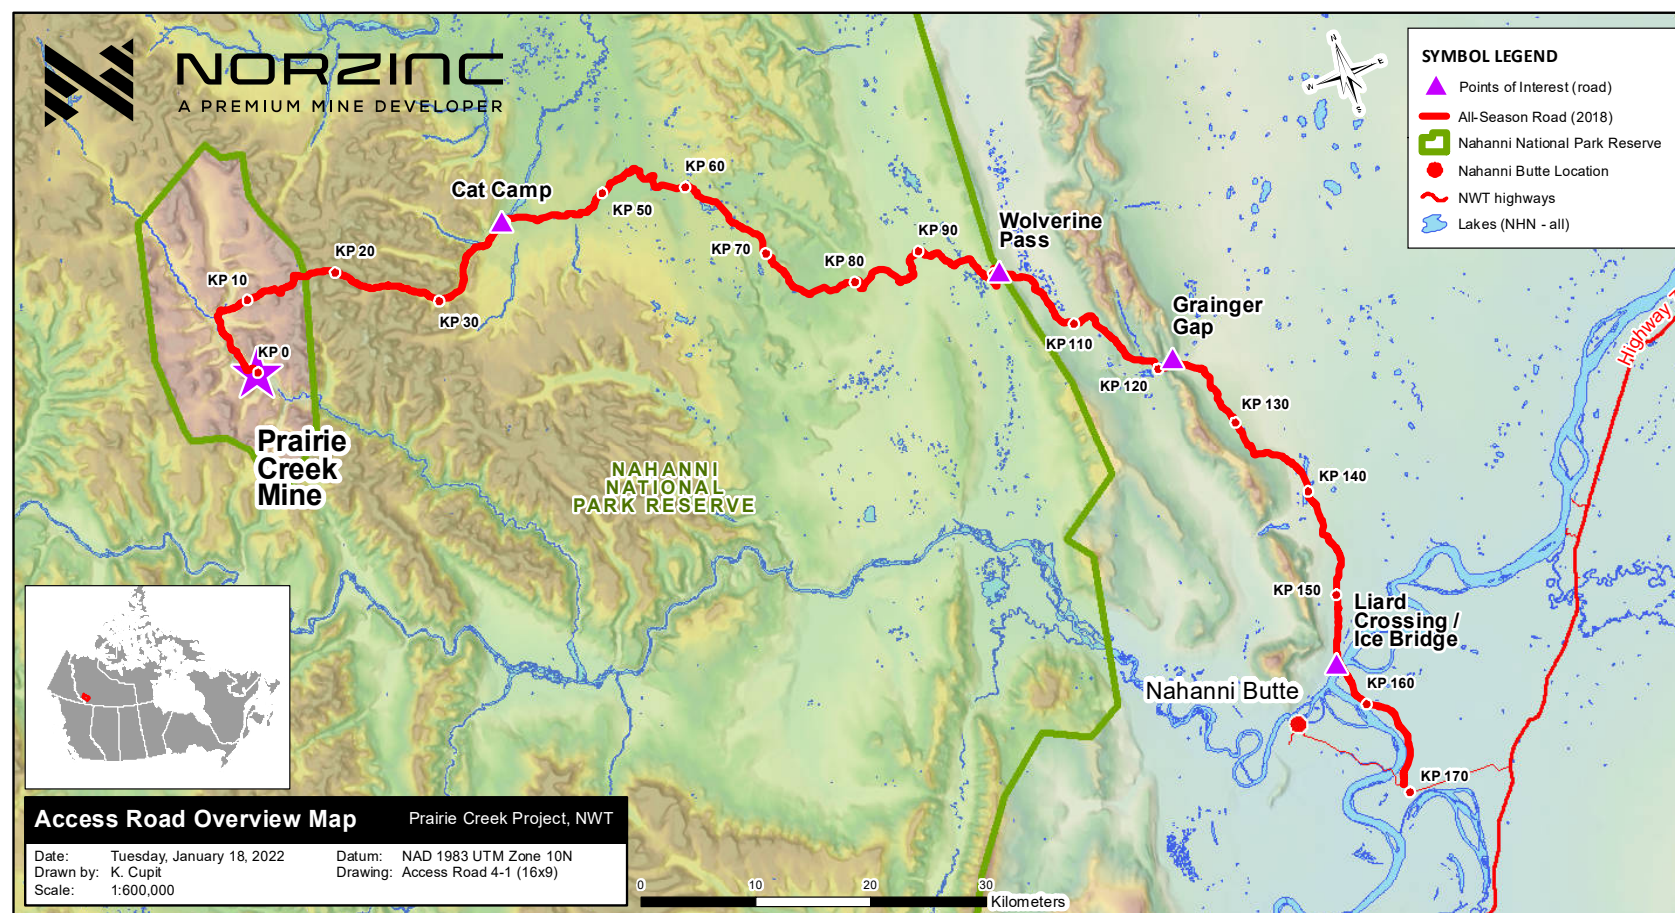 NORZINC
A PREMIUM MINE DEVELOPER
N
E
S
W
SYMBOL LEGEND
Points of Interest (road)
All-Season Road (2018)
Nahanni National Park Reserve
Nahanni Butte Location
NWT highways
Lakes (NHN - all)
Cat Camp
KP 60
KP 50
KP 20
KP 10
KP 30
KP 0
KP 70
KP 80
KP 90
Wolverine
Pass
Grainger
Gap
KP 110
KP 120
KP 130
KP 140
KP 150
Highway
Prairie
Creek
Mine
NAHANNI
NATIONAL
PARK RESERVE
Liard
Crossing /
Ice Bridge
Nahanni Butte
KP 160
KP 170
Access Road Overview Map
Prairie Creek Project, NWT
Date: Tuesday, January 18, 2022
Datum: NAD 1983 UTM Zone 10N
Drawn by: K. Cupit
Drawing: Access Road 4-1 (16x9)
Scale: 1:600,000
0 10 20 30
Kilometers